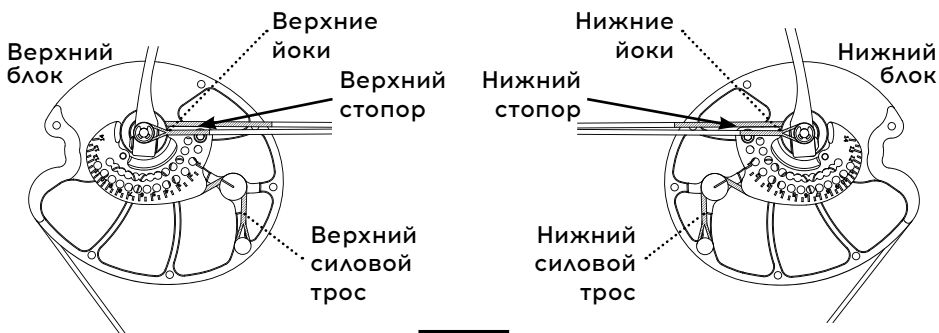 Верхние
йоки
Верхний
блок
Верхний
стопор
Верхний
силовой
трос
Нижние
йоки
Нижний
блок
Нижний
стопор
Нижний
силовой
трос